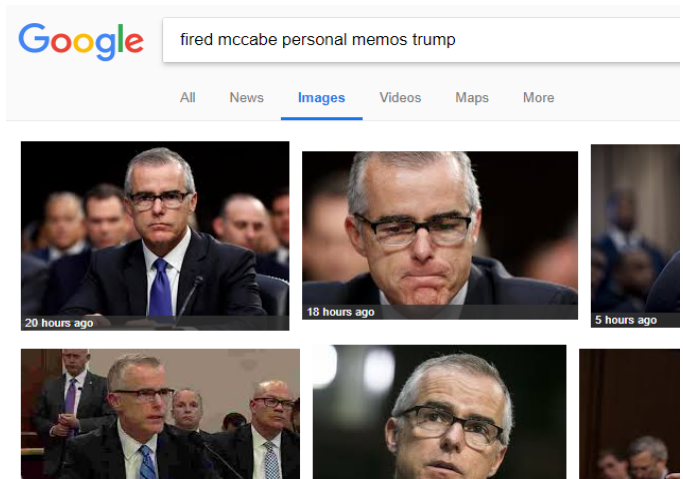 Google
fired mccabe personal memos trump
All News Images Videos Maps More
20 hours ago
18 hours ago
5 hours ago